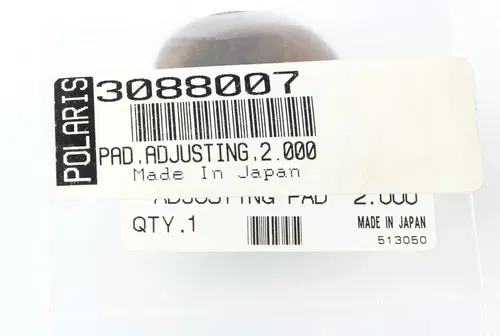 POLARIS
3088007
PAD,ADJUSTING,2.000
Made In Japan
ADJUSTING PAD 2.000
QTY.1
MADE IN JAPAN
513050